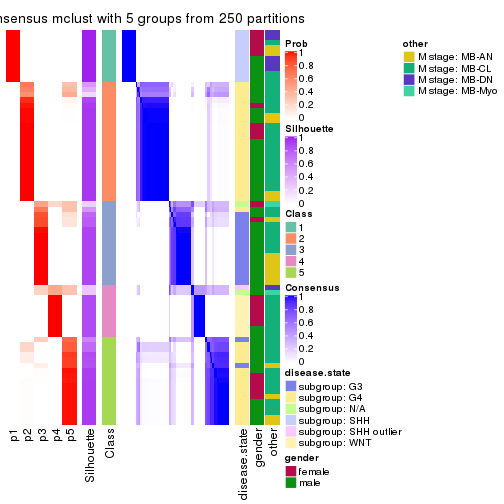 nsensus mclust with 5 groups from 250 partitions
Prob
1
0.8
0.6
0.4
0.2
0
Silhouette
1
0.8
0.6
0.4
0.2
0
Class
1
2
3
4
5
Consensus
1
0.8
0.6
0.4
0.2
0
disease.state
subgroup: G3
subgroup: G4
subgroup: N/A
subgroup: SHH
subgroup: SHH outlier
subgroup: WNT
gender
female
male
other
M stage: MB-AN
M stage: MB-CL
M stage: MB-DN
M stage: MB-Myo
p1
p2
p3
p4
p5
Silhouette
Class
disease.state
gender
other